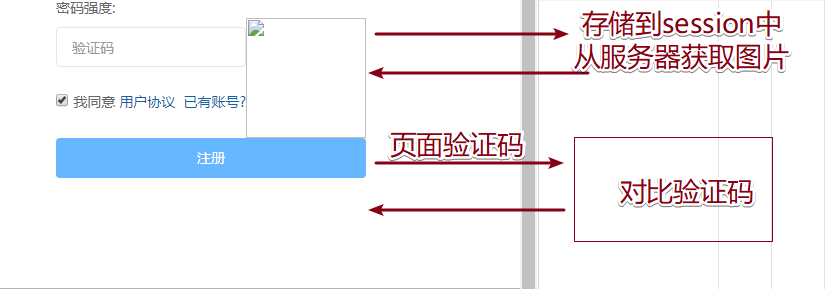 密码强度:
存储到session中
从服务器获取图片
验证码
我同意 用户协议 已有账号?
页面验证码
注册
对比验证码